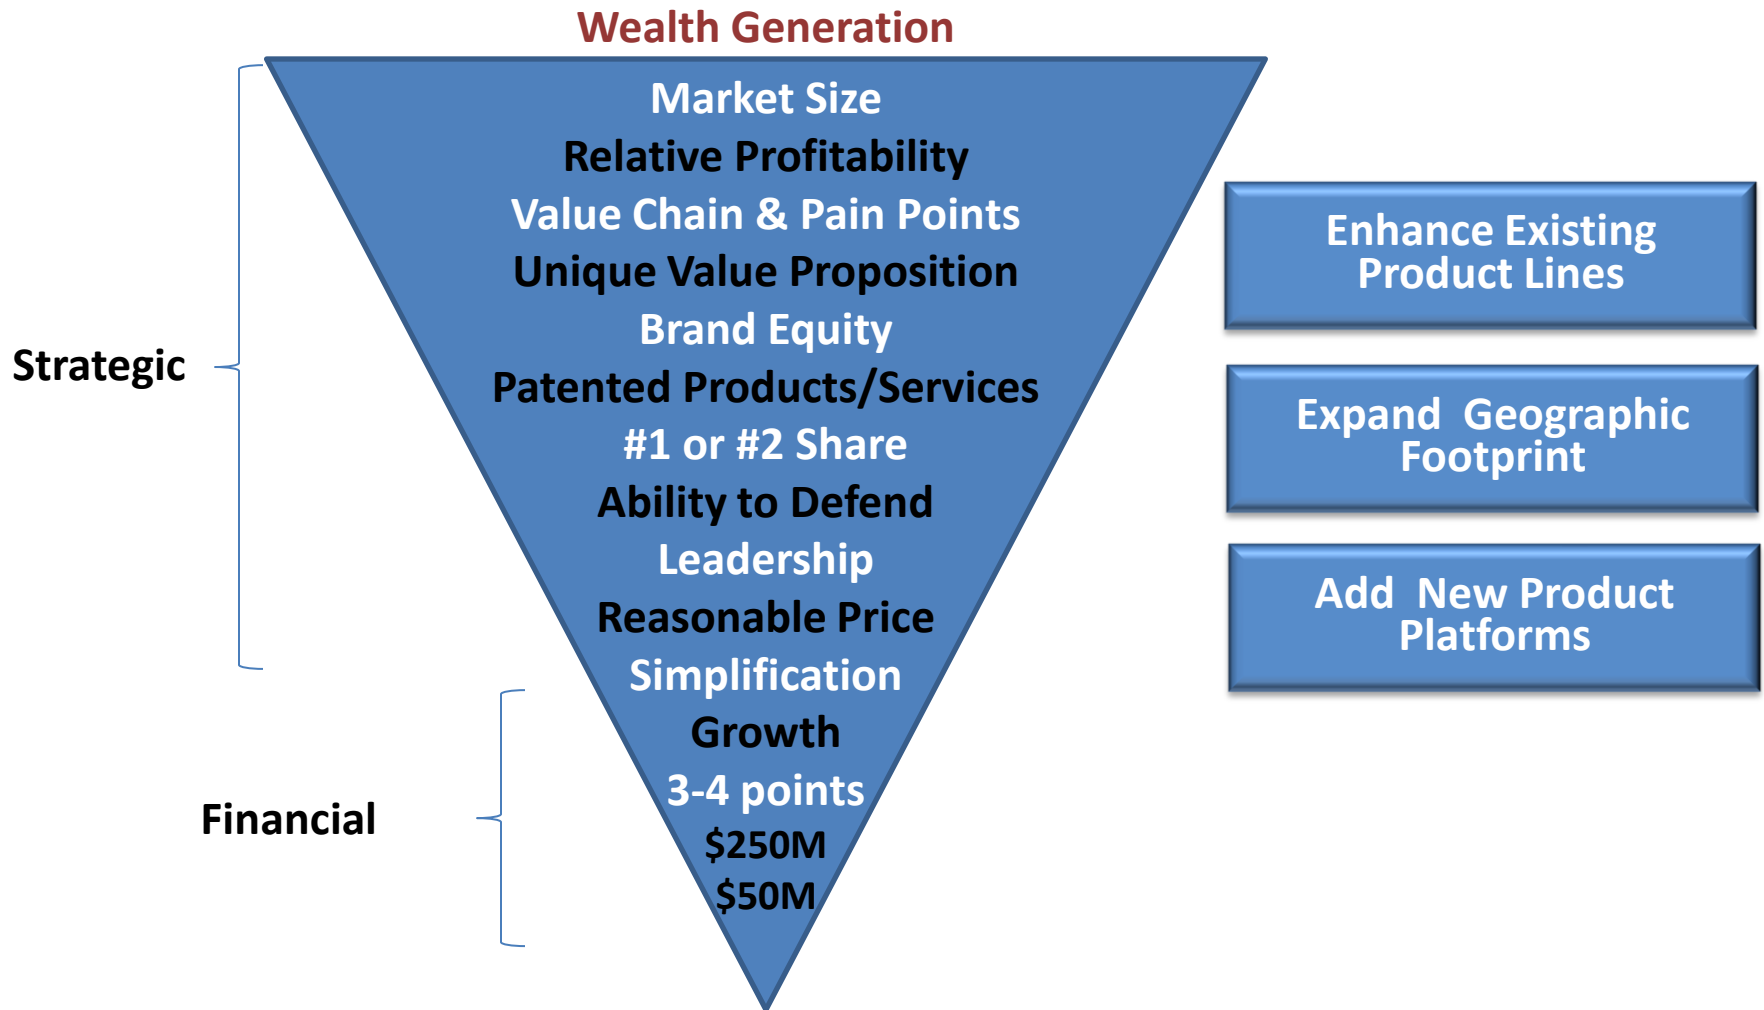 Wealth Generation
Market Size
Relative Profitability
Value Chain & Pain Points
Unique Value Proposition
Brand Equity
Patented Products/Services
#1 or #2 Share
Ability to Defend
Leadership
Reasonable Price
Simplification
Growth
3-4 points
$250M
$50M
Strategic
Financial
Enhance Existing
Product Lines
Expand Geographic
Footprint
Add New Product
Platforms